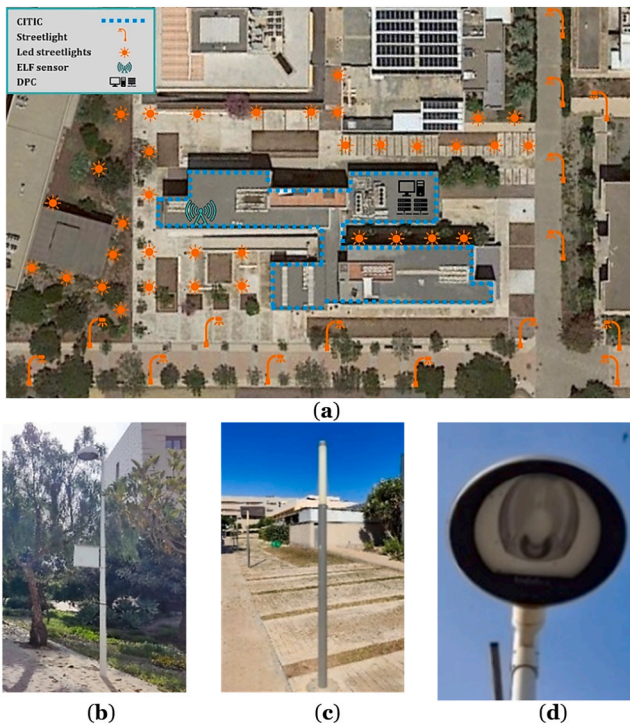 CITIC
Streetlight
Led streetlights
ELF sensor
DPC
(a)
(b)
(c)
(d)